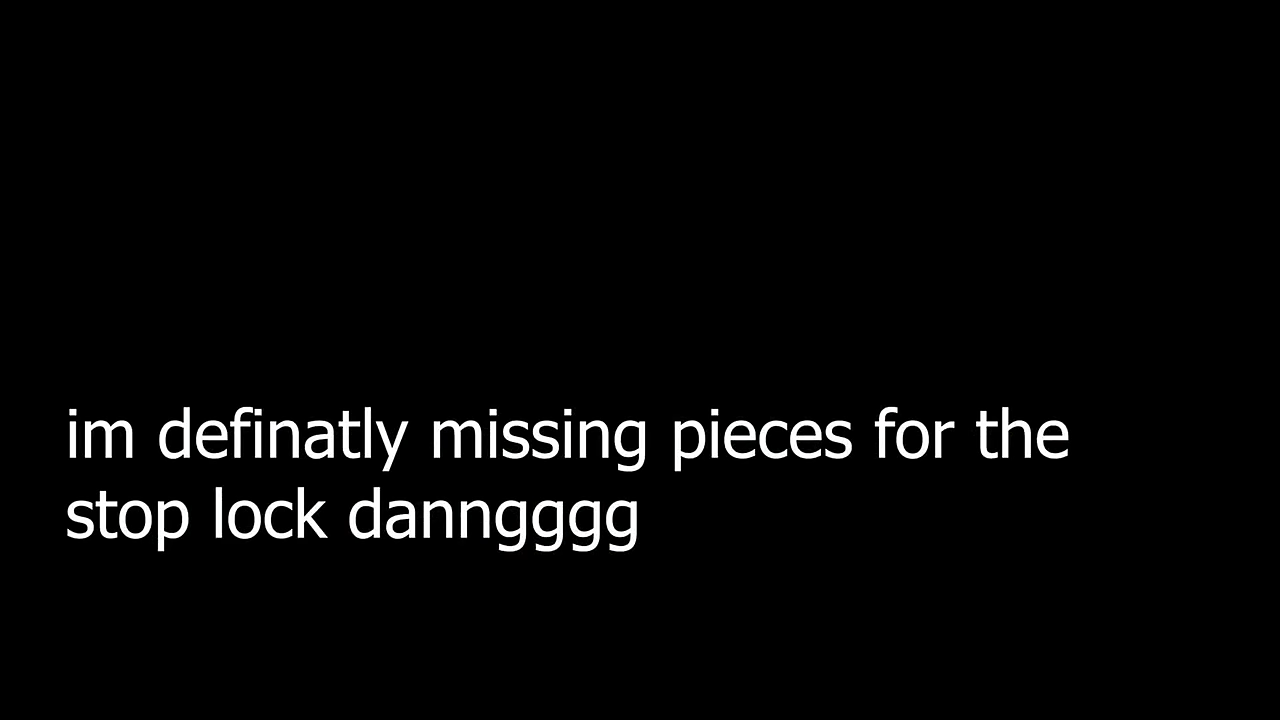 im definatly missing pieces for the
stop lock danngggg